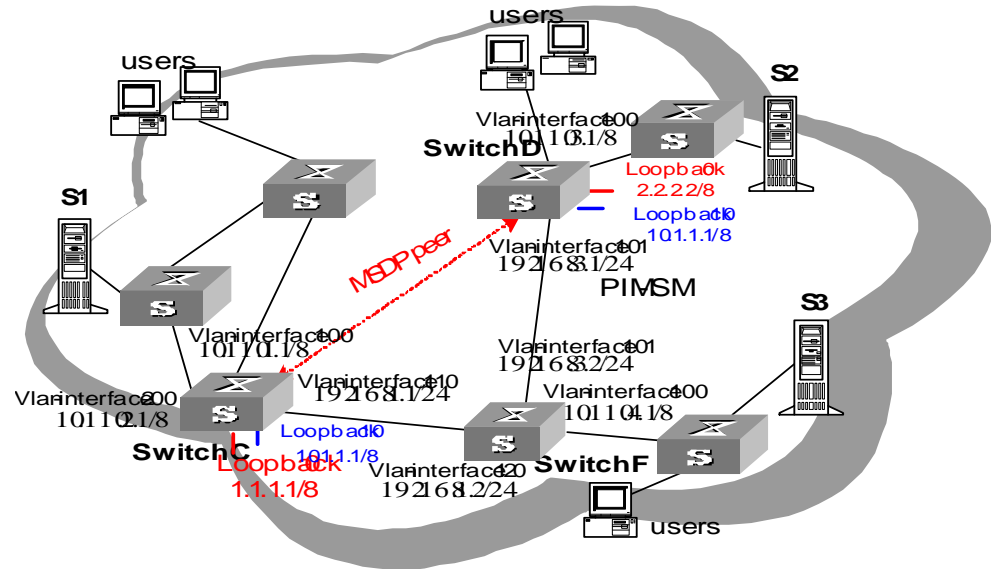 users
users
S2
Vlan-interface100
10.110.3.1/8
SwitchD
Loopback0
2.2.2.2/8
Loopback10
10.1.1.1/8
S1
MSDP peer
Vlan-interface101
192.168.3.1/24
PIM-SM
S3
Vlan-interface100
10.110.1.1/8
Vlan-interface101
192.168.3.2/24
Vlan-interface110
192.168.1.1/24
Vlan-interface200
10.110.2.1/8
Vlan-interface400
10.110.4.1/8
Loopback10
10.1.1.1/8
SwitchC
Loopback0
1.1.1.1/8
Vlan-interface120
192.168.1.2/24
SwitchF
users